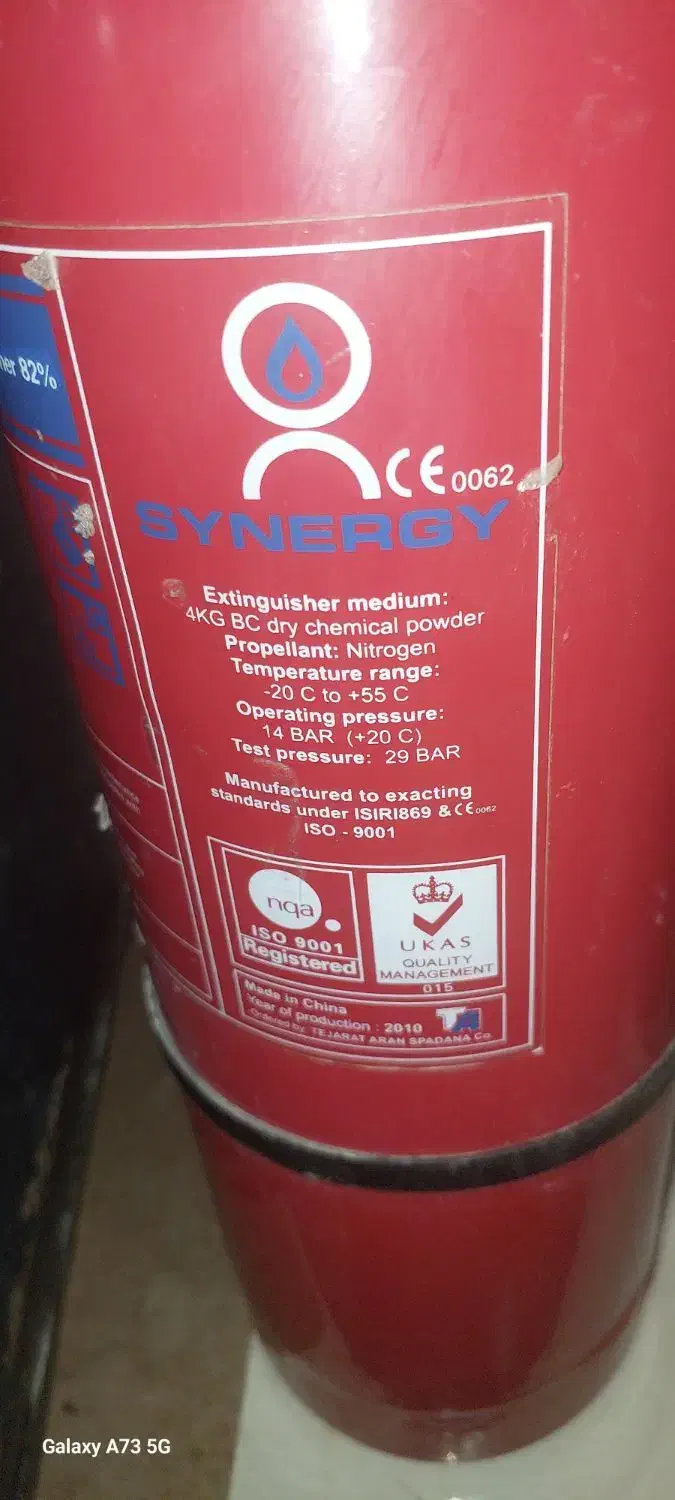 82%
CE 0062
SYNERGY
Extinguisher medium:
4KG BC dry chemical powder
Propellant: Nitrogen
Temperature range:
-20 C to +55 C
Operating pressure:
14 BAR (+20 C)
Test pressure: 29 BAR
Manufactured to exacting
standards under ISIRI869 & CE 0062
ISO - 9001
nqa.
ISO 9001
Registered
UKAS
QUALITY
MANAGEMENT
015
Made in China
Year of production : 2010
Ordered by TEJARAT ARAN SPADANA Co.
TA
Galaxy A73 5G